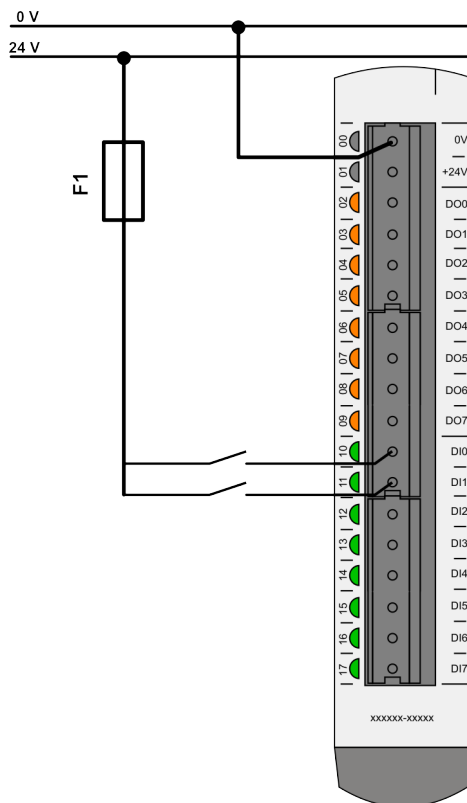 0 V
24 V
F1
00 0V
01 +24V
02 DO0
03 DO1
04 DO2
05 DO3
06 DO4
07 DO5
08 DO6
09 DO7
10 DI0
11 DI1
12 DI2
13 DI3
14 DI4
15 DI5
16 DI6
17 DI7
xxxxxx-xxxxx